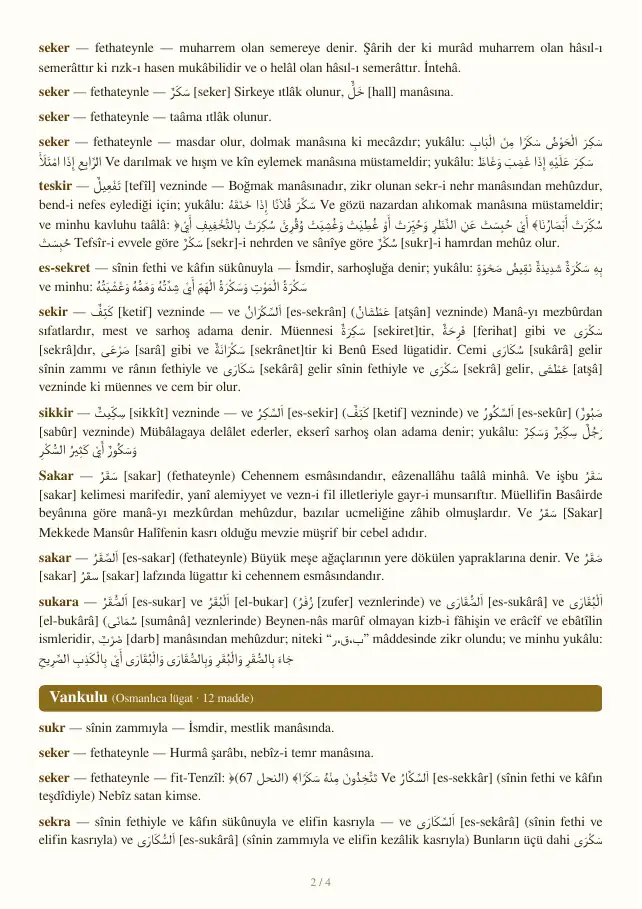 seker — fethateynle — muharrem olan semereye denir. Şârih der ki murâd muharrem olan hâsıl-ı
semerâttır ki rızk-ı hasen mukâbilidir ve o helâl olan hâsıl-ı semerâttır. İntehâ.
seker — fethateynle — سَكَرٌ [seker] Sirkeye ıtlâk olunur, خَلٌّ [hall] manâsına.
seker — fethateynle — taâma ıtlâk olunur.
seker — fethateynle — masdar olur, dolmak manâsına ki mecâzdır; yukâlu: سَكِرَ الْحَوْضُ سَكَرًا مِنَ الْبَابِ
الرَّابِعِ إِذَا امْتَلَأَ Ve darılmak ve hışm ve kîn eylemek manâsına müstameldir; yukâlu: سَكِرَ عَلَيْهِ إِذَا غَضِبَ وَغَاظَ
teskir — تَفْعِيلٌ [tefîl] vezninde — Boğmak manâsınadır, zikr olunan sekr-i nehr manâsından mehûzdur,
bend-i nefes eylediği için; yukâlu: سَكَّرَ فُلَانًا إِذَا خَنَقَهُ Ve gözü nazardan alıkomak manâsına müstameldir;
ve minhu kavluhu taâlâ: ﴿سُكِّرَتْ أَبْصَارُنَا﴾ أَيْ حُبِسَتْ عَنِ النَّظَرِ وَحُيِّرَتْ أَوْ غُطِّيَتْ وَغُشِّيَتْ وَقُرِئَ سُكِرَتْ بِالتَّخْفِيفِ أَيْ
حُبِسَتْ Tefsîr-i evvele göre سَكْرٌ [sekr]-i nehrden ve sânîye göre سُكْرٌ [sukr]-i hamrdan mehûz olur.
es-sekret — sînin fethi ve kâfın sükûnuyla — İsmdir, sarhoşluğa denir; yukâlu: بِهِ سَكْرَةٌ شَدِيدَةٌ نَقِيضُ صَحْوَةٍ
ve minhu: سَكْرَةُ الْمَوْتِ وَسَكْرَةُ الْهَمِّ أَيْ شِدَّتُهُ وَهَمُّهُ وَغَشْيَتُهُ
sekir — كَتِفٌ [ketif] vezninde — ve اَلسَّكْرَانُ [es-sekrân] (عَطْشَانُ [atşân] vezninde) Manâ-yı mezbûrdan
sıfatlardır, mest ve sarhoş adama denir. Müennesi سَكِرَةٌ [sekiret]tir, فَرِحَةٌ [ferihat] gibi ve سَكْرَى
[sekrâ]dır, صَرْعَى [sarâ] gibi ve سَكْرَانَةٌ [sekrânet]tir ki Benû Esed lügatidir. Cemi سُكَارَى [sukârâ] gelir
sînin zammı ve rânın fethiyle ve سَكَارَى [sekârâ] gelir sînin fethiyle ve سَكْرَى [sekrâ] gelir, عَطْشَى [atşâ]
vezninde ki müennes ve cem bir olur.
sikkir — سِكِّيتٌ [sikkît] vezninde — ve اَلسَّكِرُ [es-sekir] (كَتِفٌ [ketif] vezninde) ve اَلسَّكُورُ [es-sekûr] (صَبُورٌ
[sabûr] vezninde) Mübâlagaya delâlet ederler, ekserî sarhoş olan adama denir; yukâlu: رَجُلٌ سِكِّيرٌ وَسَكِرٌ
وَسَكُورٌ أَيْ كَثِيرُ السُّكْرِ
Sakar — سَقَرُ [sakar] (fethateynle) Cehennem esmâsındandır, eâzenallâhu taâlâ minhâ. Ve işbu سَقَرُ
[sakar] kelimesi marifedir, yanî alemiyyet ve vezn-i fil illetleriyle gayr-i munsariftır. Müellifin Basâirde
beyânına göre manâ-yı mezkûrdan mehûzdur, bazılar ucmeliğine zâhib olmuşlardır. Ve سَقَرُ [Sakar]
Mekkede Mansûr Halîfenin kasrı olduğu mevzie müşrif bir cebel adıdır.
sakar — اَلصَّقَرُ [es-sakar] (fethateynle) Büyük meşe ağaçlarının yere dökülen yapraklarına denir. Ve صَقَرُ
[sakar] سقرُ [sakar] lafzında lügattır ki cehennem esmâsındandır.
sukara — اَلصُّقَرُ [es-sukar] ve اَلْبُقَرُ [el-bukar] (زُفَرُ [zufer] veznlerinde) ve اَلصُّقَارَى [es-sukârâ] ve اَلْبُقَارَى
[el-bukârâ] (سُمَانَى [sumânâ] veznlerinde) Beynen-nâs marûf olmayan kizb-i fâhişin ve erâcîf ve ebâtîlin
ismleridir, ضَرْبٌ [darb] manâsından mehûzdur; niteki “ب،ق،ر” mâddesinde zikr olundu; ve minhu yukâlu:
جَاءَ بِالصُّقَرِ وَالْبُقَرِ وَبِالصُّقَارَى وَالْبُقَارَى أَيْ بِالْكَذِبِ الصَّرِيحِ
Vankulu (Osmanlıca lügat · 12 madde)
sukr — sînin zammıyla — İsmdir, mestlik manâsında.
seker — fethateynle — Hurmâ şarâbı, nebîz-i temr manâsına.
seker — fethateynle — fit-Tenzîl: ﴿تَتَّخِذُونَ مِنْهُ سَكَرًا﴾ (النحل 67) Ve اَلسَّكَّارُ [es-sekkâr] (sînin fethi ve kâfın
teşdîdiyle) Nebîz satan kimse.
sekra — sînin fethiyle ve kâfın sükûnuyla ve elifin kasrıyla — ve اَلسَّكَارَى [es-sekârâ] (sînin fethi ve
elifin kasrıyla) ve اَلسُّكَارَى [es-sukârâ] (sînin zammıyla ve elifin kezâlik kasrıyla) Bunların üçü dahi سَكْرَى
2 / 4